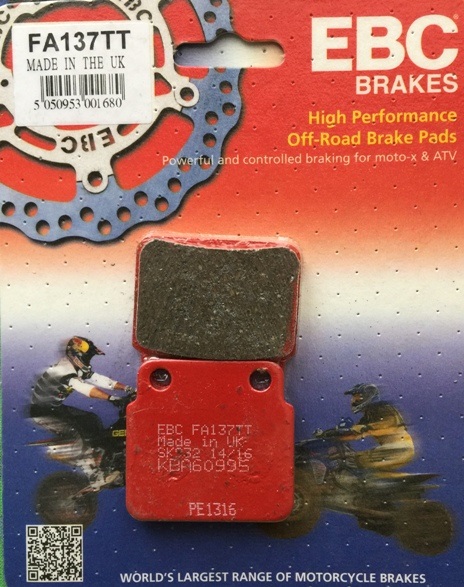 FA137TT
MADE IN THE UK
5 050953 001680
EBC
BRAKES
High Performance
Off-Road Brake Pads
Powerful and controlled braking for moto-x & ATV
EBC
EBC FA137TT
Made in UK
14/16
KBA60995
PE1316
WORLD'S LARGEST RANGE OF MOTORCYCLE BRAKES